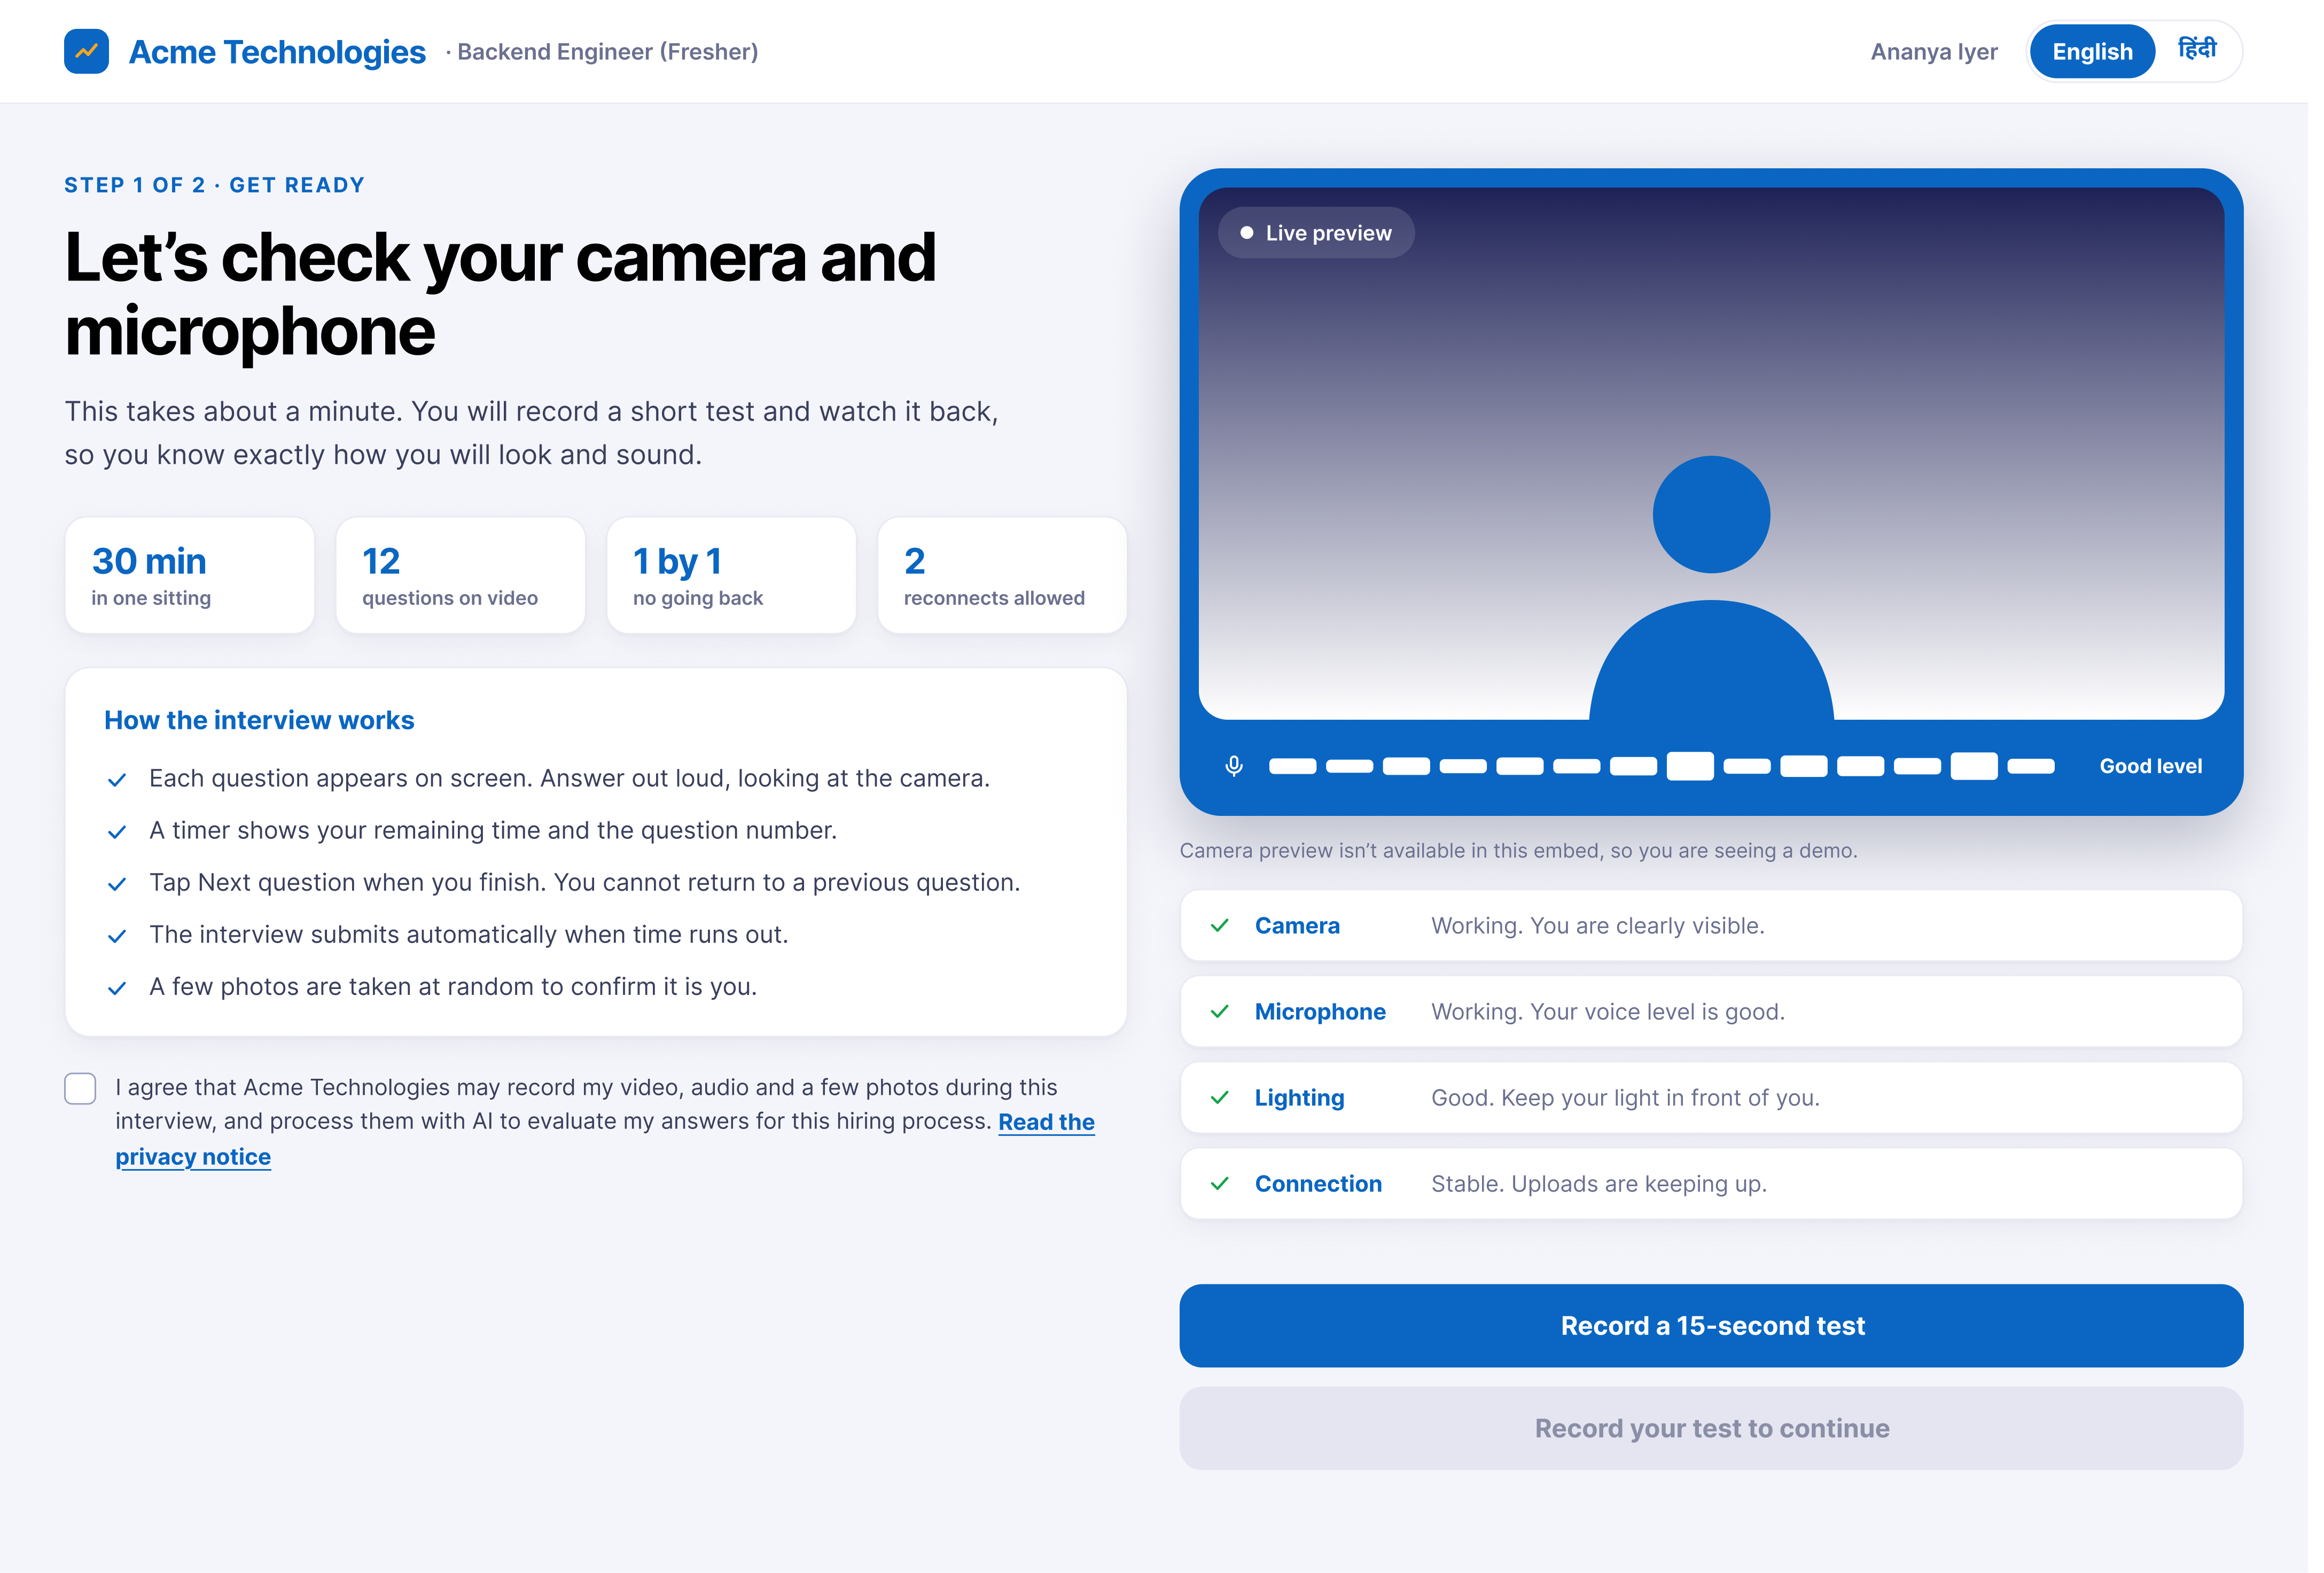 Acme Technologies · Backend Engineer (Fresher)
Ananya Iyer
English
हिंदी
STEP 1 OF 2 · GET READY
Let’s check your camera and
microphone
This takes about a minute. You will record a short test and watch it back,
so you know exactly how you will look and sound.
30 min
in one sitting
12
questions on video
1 by 1
no going back
2
reconnects allowed
How the interview works
Each question appears on screen. Answer out loud, looking at the camera.
A timer shows your remaining time and the question number.
Tap Next question when you finish. You cannot return to a previous question.
The interview submits automatically when time runs out.
A few photos are taken at random to confirm it is you.
I agree that Acme Technologies may record my video, audio and a few photos during this
interview, and process them with AI to evaluate my answers for this hiring process. Read the
privacy notice
Live preview
Good level
Camera preview isn’t available in this embed, so you are seeing a demo.
Camera Working. You are clearly visible.
Microphone Working. Your voice level is good.
Lighting Good. Keep your light in front of you.
Connection Stable. Uploads are keeping up.
Record a 15-second test
Record your test to continue